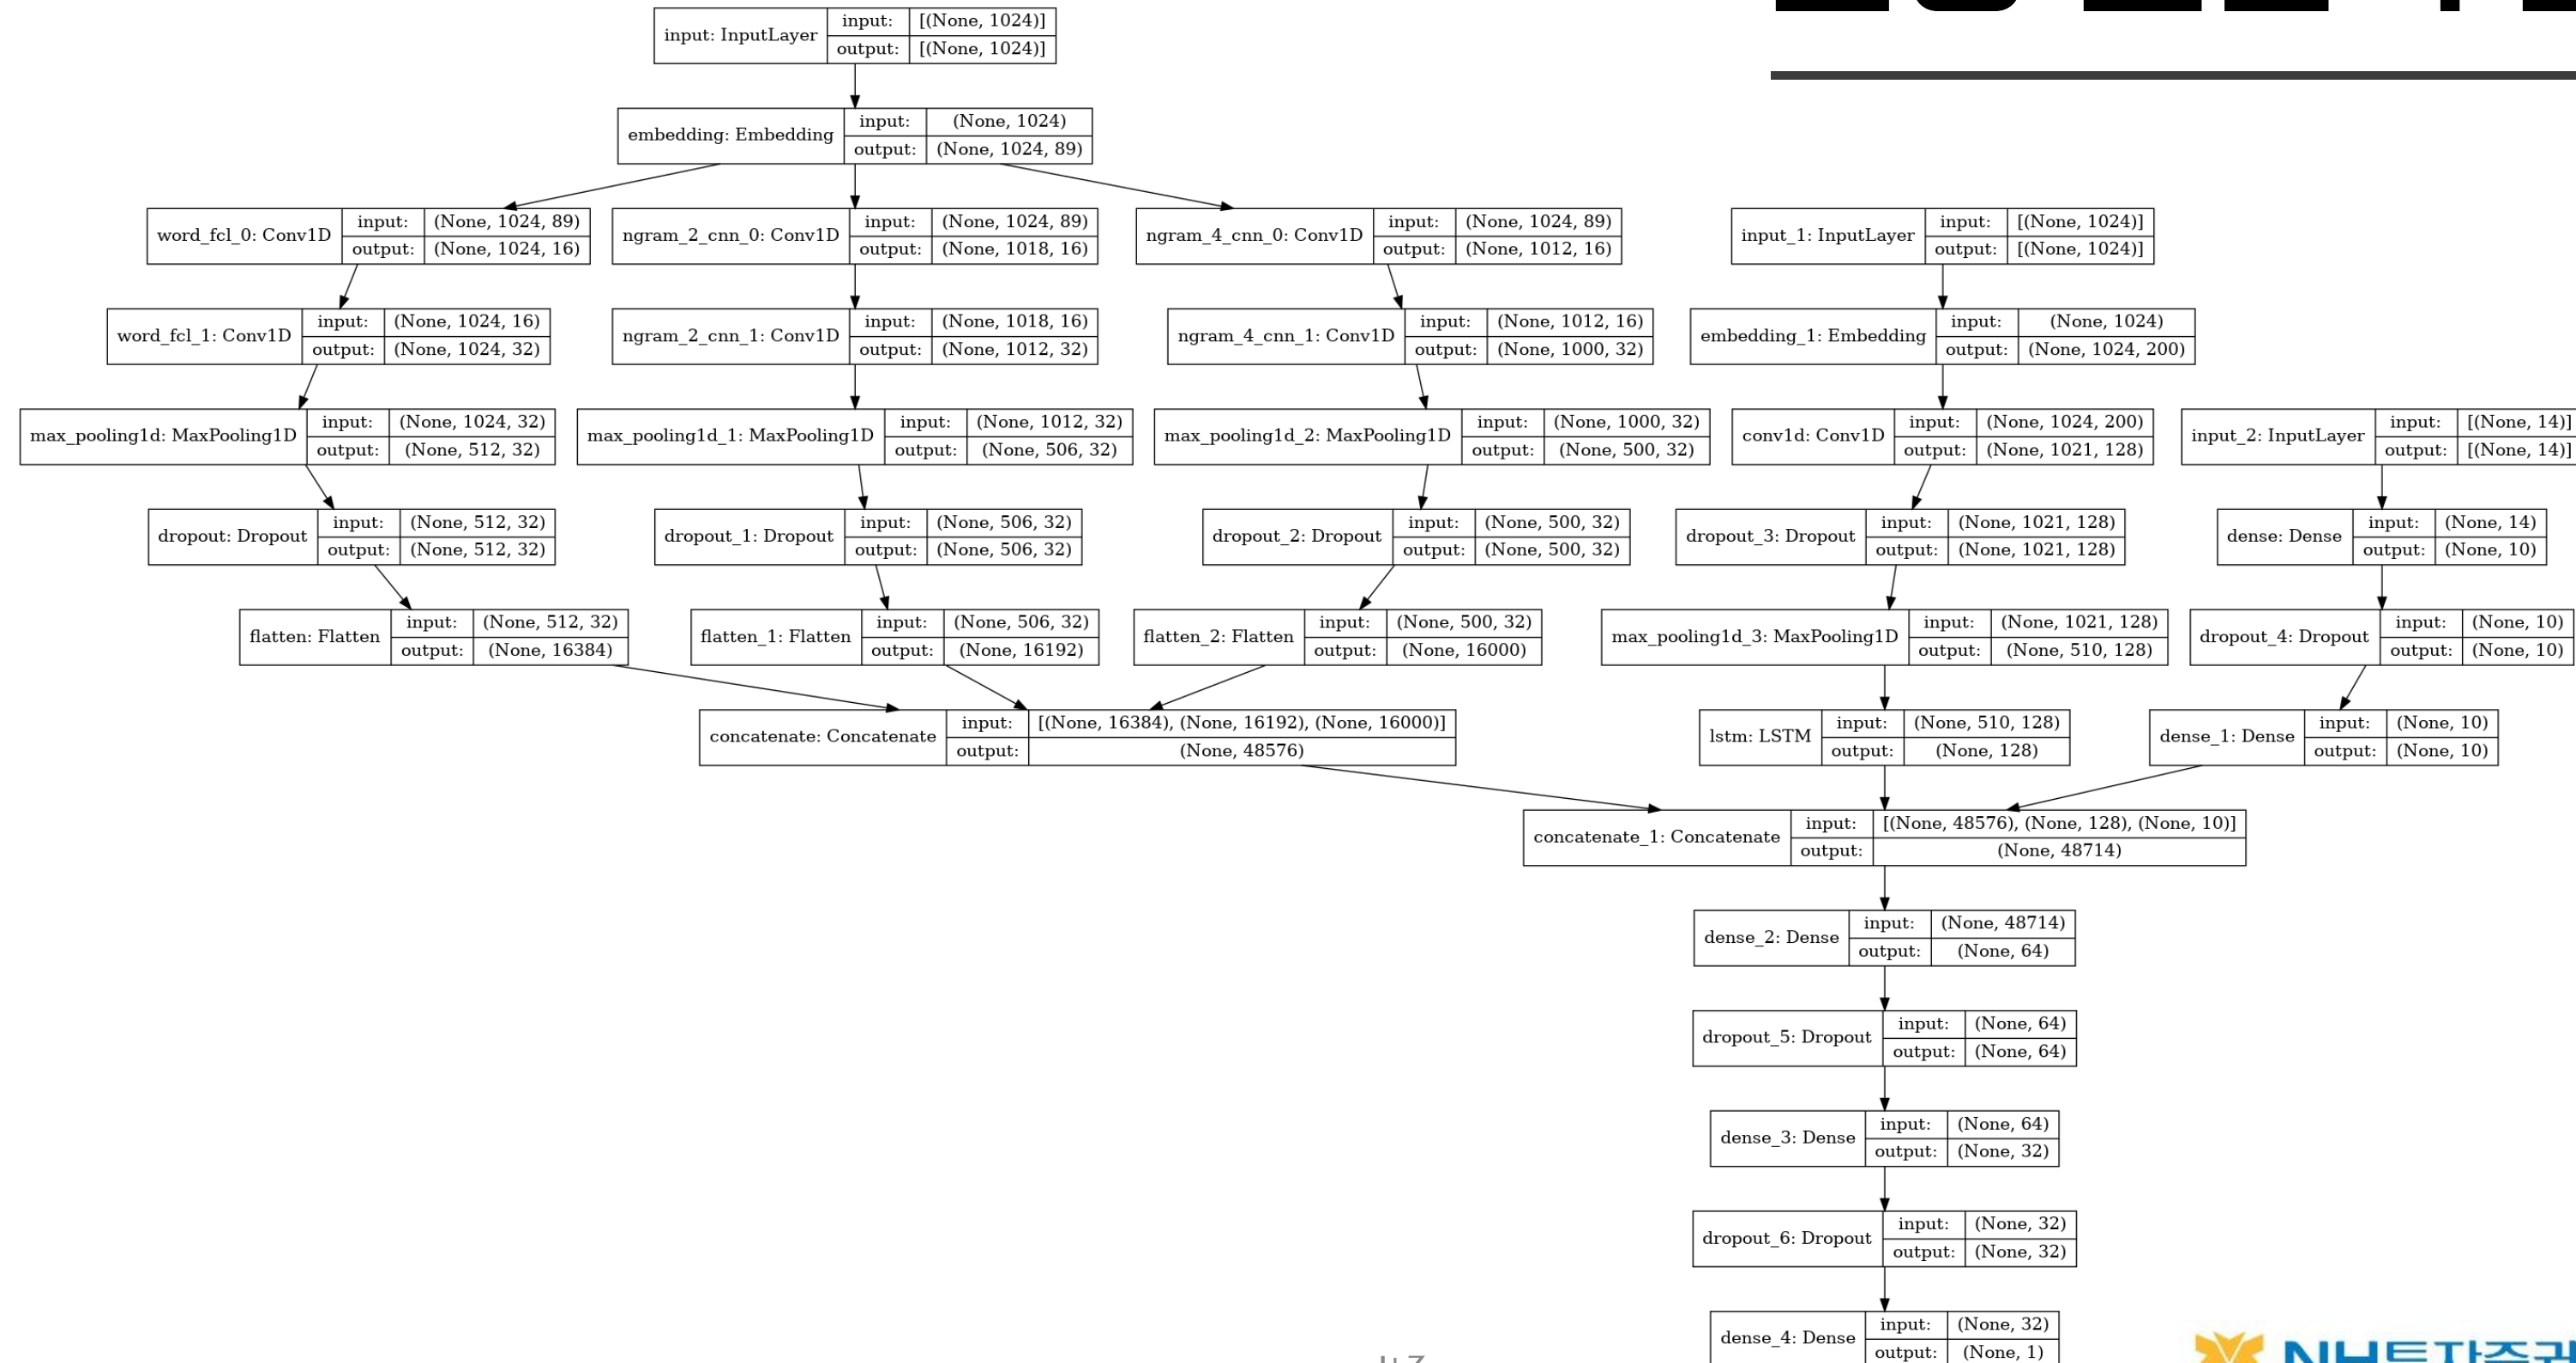 input: InputLayer
input: [(None, 1024)]
output: [(None, 1024)]
embedding: Embedding
input: (None, 1024)
output: (None, 1024, 89)
word_fcl_0: Conv1D
input: (None, 1024, 89)
output: (None, 1024, 16)
ngram_2_cnn_0: Conv1D
input: (None, 1024, 89)
output: (None, 1018, 16)
ngram_4_cnn_0: Conv1D
input: (None, 1024, 89)
output: (None, 1012, 16)
input_1: InputLayer
input: [(None, 1024)]
output: [(None, 1024)]
word_fcl_1: Conv1D
input: (None, 1024, 16)
output: (None, 1024, 32)
ngram_2_cnn_1: Conv1D
input: (None, 1018, 16)
output: (None, 1012, 32)
ngram_4_cnn_1: Conv1D
input: (None, 1012, 16)
output: (None, 1000, 32)
embedding_1: Embedding
input: (None, 1024)
output: (None, 1024, 200)
max_pooling1d: MaxPooling1D
input: (None, 1024, 32)
output: (None, 512, 32)
max_pooling1d_1: MaxPooling1D
input: (None, 1012, 32)
output: (None, 506, 32)
max_pooling1d_2: MaxPooling1D
input: (None, 1000, 32)
output: (None, 500, 32)
conv1d: Conv1D
input: (None, 1024, 200)
output: (None, 1021, 128)
input_2: InputLayer
input: [(None, 14)]
output: [(None, 14)]
dropout: Dropout
input: (None, 512, 32)
output: (None, 512, 32)
dropout_1: Dropout
input: (None, 506, 32)
output: (None, 506, 32)
dropout_2: Dropout
input: (None, 500, 32)
output: (None, 500, 32)
dropout_3: Dropout
input: (None, 1021, 128)
output: (None, 1021, 128)
dense: Dense
input: (None, 14)
output: (None, 10)
flatten: Flatten
input: (None, 512, 32)
output: (None, 16384)
flatten_1: Flatten
input: (None, 506, 32)
output: (None, 16192)
flatten_2: Flatten
input: (None, 500, 32)
output: (None, 16000)
max_pooling1d_3: MaxPooling1D
input: (None, 1021, 128)
output: (None, 510, 128)
dropout_4: Dropout
input: (None, 10)
output: (None, 10)
concatenate: Concatenate
input: [(None, 16384), (None, 16192), (None, 16000)]
output: (None, 48576)
lstm: LSTM
input: (None, 510, 128)
output: (None, 128)
dense_1: Dense
input: (None, 10)
output: (None, 10)
concatenate_1: Concatenate
input: [(None, 48576), (None, 128), (None, 10)]
output: (None, 48714)
dense_2: Dense
input: (None, 48714)
output: (None, 64)
dropout_5: Dropout
input: (None, 64)
output: (None, 64)
dense_3: Dense
input: (None, 64)
output: (None, 32)
dropout_6: Dropout
input: (None, 32)
output: (None, 32)
dense_4: Dense
input: (None, 32)
output: (None, 1)
NH투자증권